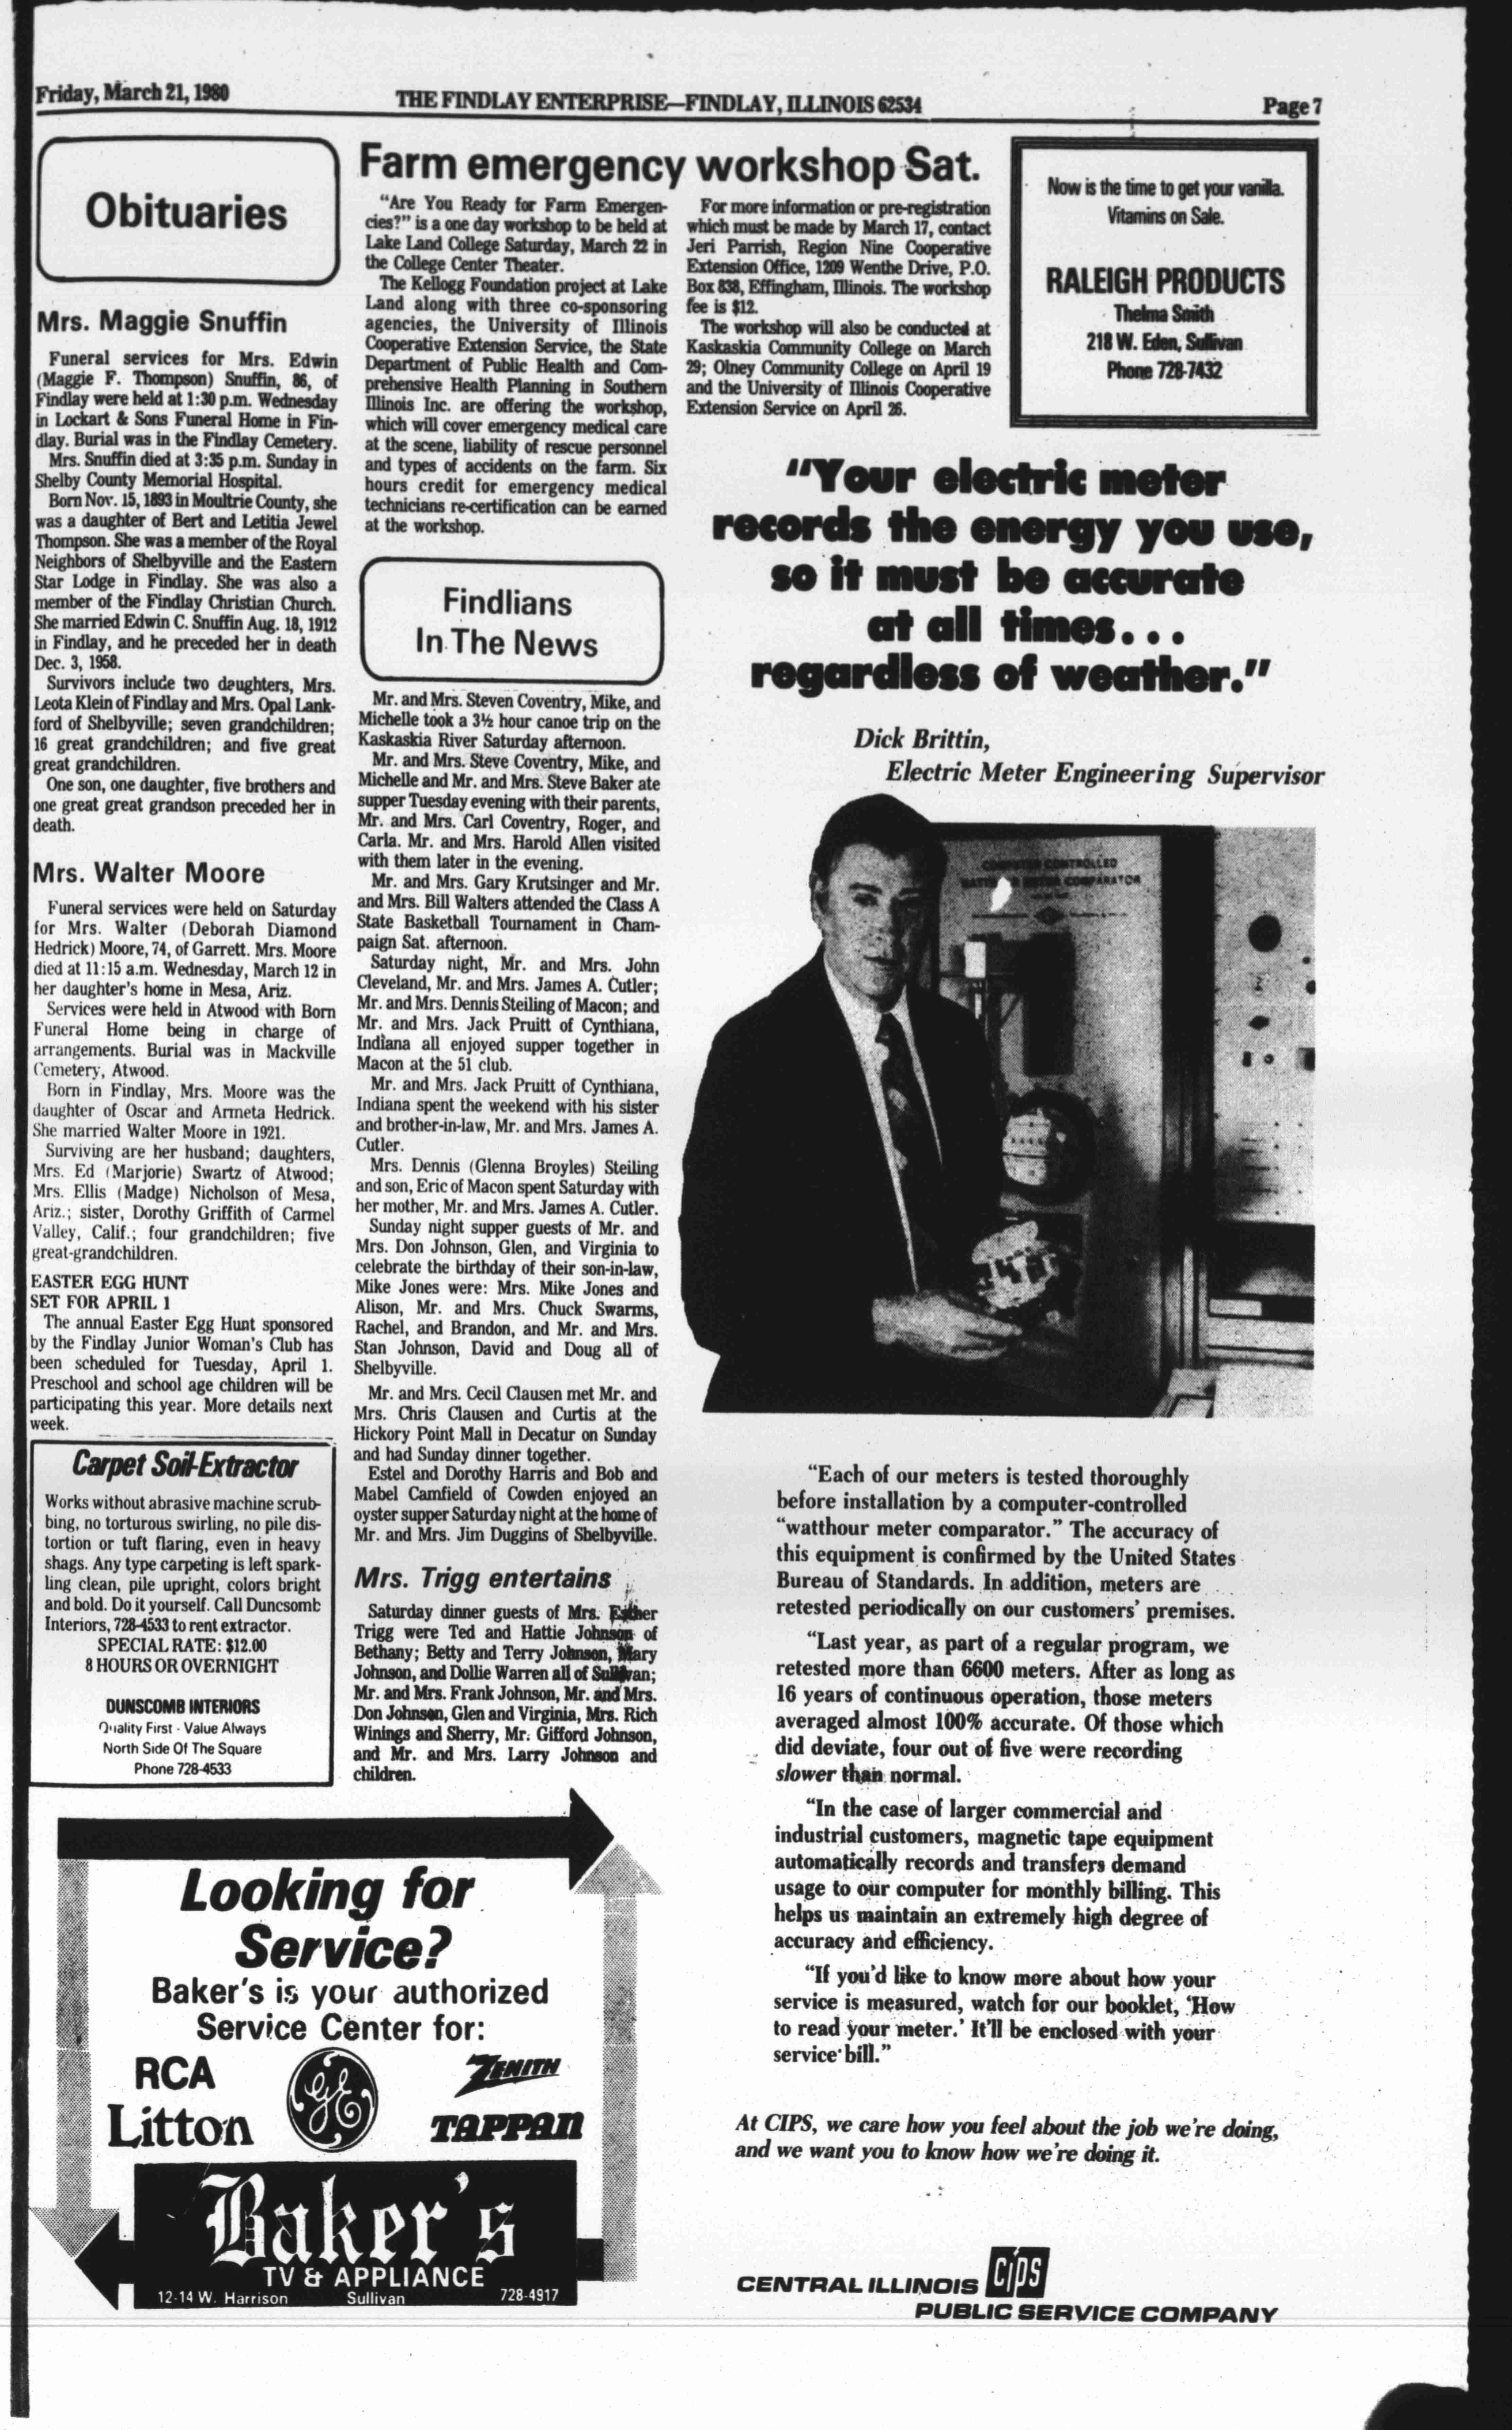 Friday, March 21, 1980
THE FINDLAY ENTERPRISE—FINDLAY, ILLINOIS 62534
Page 7
Obituaries
Mrs. Maggie Snuffin
Funeral services for Mrs. Edwin
(Maggie F. Thompson) Snuffin, 86, of
Findlay were held at 1:30 p.m. Wednesday
in Lockart & Sons Funeral Home in Fin-
dlay. Burial was in the Findlay Cemetery.
Mrs. Snuffin died at 3:35 p.m. Sunday in
Shelby County Memorial Hospital.
Born Nov. 15, 1893 in Moultrie County, she
was a daughter of Bert and Letitia Jewel
Thompson. She was a member of the Royal
Neighbors of Shelbyville and the Eastern
Star Lodge in Findlay. She was also a
member of the Findlay Christian Church.
She married Edwin C. Snuffin Aug. 18, 1912
in Findlay, and he preceded her in death
Dec. 3, 1958.
Survivors include two daughters, Mrs.
Leota Klein of Findlay and Mrs. Opal Lank-
ford of Shelbyville; seven grandchildren;
16 great grandchildren; and five great
great grandchildren.
One son, one daughter, five brothers and
one great great grandson preceded her in
death.
Mrs. Walter Moore
Funeral services were held on Saturday
for Mrs. Walter (Deborah Diamond
Hedrick) Moore, 74, of Garrett. Mrs. Moore
died at 11:15 a.m. Wednesday, March 12 in
her daughter's home in Mesa, Ariz.
Services were held in Atwood with Born
Funeral Home being in charge of
arrangements. Burial was in Mackville
Cemetery, Atwood.
Born in Findlay, Mrs. Moore was the
daughter of Oscar and Armeta Hedrick.
She married Walter Moore in 1921.
Surviving are her husband; daughters,
Mrs. Ed (Marjorie) Swartz of Atwood;
Mrs. Ellis (Madge) Nicholson of Mesa,
Ariz.; sister, Dorothy Griffith of Carmel
Valley, Calif.; four grandchildren; five
great-grandchildren.
EASTER EGG HUNT
SET FOR APRIL 1
The annual Easter Egg Hunt sponsored
by the Findlay Junior Woman's Club has
been scheduled for Tuesday, April 1.
Preschool and school age children will be
participating this year. More details next
week.
Carpet Soil-Extractor
Works without abrasive machine scrub-
bing, no torturous swirling, no pile dis-
tortion or tuft flaring, even in heavy
shags. Any type carpeting is left spark-
ling clean, pile upright, colors bright
and bold. Do it yourself. Call Duncsomb
Interiors, 728-4533 to rent extractor.
SPECIAL RATE: $12.00
8 HOURS OR OVERNIGHT
DUNSCOMB INTERIORS
Quality First - Value Always
North Side Of The Square
Phone 728-4533
Farm emergency workshop Sat.
"Are You Ready for Farm Emergen-
cies?" is a one day workshop to be held at
Lake Land College Saturday, March 22 in
the College Center Theater.
The Kellogg Foundation project at Lake
Land along with three co-sponsoring
agencies, the University of Illinois
Cooperative Extension Service, the State
Department of Public Health and Com-
prehensive Health Planning in Southern
Illinois Inc. are offering the workshop,
which will cover emergency medical care
at the scene, liability of rescue personnel
and types of accidents on the farm. Six
hours credit for emergency medical
technicians re-certification can be earned
at the workshop.
For more information or pre-registration
which must be made by March 17, contact
Jeri Parrish, Region Nine Cooperative
Extension Office, 1209 Wenthe Drive, P.O.
Box 838, Effingham, Illinois. The workshop
fee is $12.
The workshop will also be conducted at
Kaskaskia Community College on March
29; Olney Community College on April 19
and the University of Illinois Cooperative
Extension Service on April 26.
Findlians
In The News
Mr. and Mrs. Steven Coventry, Mike, and
Michelle took a 3½ hour canoe trip on the
Kaskaskia River Saturday afternoon.
Mr. and Mrs. Steve Coventry, Mike, and
Michelle and Mr. and Mrs. Steve Baker ate
supper Tuesday evening with their parents,
Mr. and Mrs. Carl Coventry, Roger, and
Carla. Mr. and Mrs. Harold Allen visited
with them later in the evening.
Mr. and Mrs. Gary Krutsinger and Mr.
and Mrs. Bill Walters attended the Class A
State Basketball Tournament in Cham-
paign Sat. afternoon.
Saturday night, Mr. and Mrs. John
Cleveland, Mr. and Mrs. James A. Cutler;
Mr. and Mrs. Dennis Steiling of Macon; and
Mr. and Mrs. Jack Pruitt of Cynthiana,
Indiana all enjoyed supper together in
Macon at the 51 club.
Mr. and Mrs. Jack Pruitt of Cynthiana,
Indiana spent the weekend with his sister
and brother-in-law, Mr. and Mrs. James A.
Cutler.
Mrs. Dennis (Glenna Broyles) Steiling
and son, Eric of Macon spent Saturday with
her mother, Mr. and Mrs. James A. Cutler.
Sunday night supper guests of Mr. and
Mrs. Don Johnson, Glen, and Virginia to
celebrate the birthday of their son-in-law,
Mike Jones were: Mrs. Mike Jones and
Alison, Mr. and Mrs. Chuck Swarms,
Rachel, and Brandon, and Mr. and Mrs.
Stan Johnson, David and Doug all of
Shelbyville.
Mr. and Mrs. Cecil Clausen met Mr. and
Mrs. Chris Clausen and Curtis at the
Hickory Point Mall in Decatur on Sunday
and had Sunday dinner together.
Estel and Dorothy Harris and Bob and
Mabel Camfield of Cowden enjoyed an
oyster supper Saturday night at the home of
Mr. and Mrs. Jim Duggins of Shelbyville.
Mrs. Trigg entertains
Saturday dinner guests of Mrs. Esther
Trigg were Ted and Hattie Johnson of
Bethany; Betty and Terry Johnson, Mary
Johnson, and Dollie Warren all of Sullivan;
Mr. and Mrs. Frank Johnson, Mr. and Mrs.
Don Johnson, Glen and Virginia, Mrs. Rich
Winings and Sherry, Mr. Gifford Johnson,
and Mr. and Mrs. Larry Johnson and
children.
Now is the time to get your vanilla.
Vitamins on Sale.
RALEIGH PRODUCTS
Thelma Smith
218 W. Eden, Sullivan
Phone 728-7432
"Your electric meter
records the energy you use,
so it must be accurate
at all times...
regardless of weather."
Dick Brittin,
Electric Meter Engineering Supervisor
COMPUTER CONTROLLED
WATTHOUR METER COMPARATOR
"Each of our meters is tested thoroughly
before installation by a computer-controlled
"watthour meter comparator." The accuracy of
this equipment is confirmed by the United States
Bureau of Standards. In addition, meters are
retested periodically on our customers' premises.
"Last year, as part of a regular program, we
retested more than 6600 meters. After as long as
16 years of continuous operation, those meters
averaged almost 100% accurate. Of those which
did deviate, four out of five were recording
slower than normal.
"In the case of larger commercial and
industrial customers, magnetic tape equipment
automatically records and transfers demand
usage to our computer for monthly billing. This
helps us maintain an extremely high degree of
accuracy and efficiency.
"If you'd like to know more about how your
service is measured, watch for our booklet, 'How
to read your meter.' It'll be enclosed with your
service bill."
At CIPS, we care how you feel about the job we're doing,
and we want you to know how we're doing it.
CENTRAL ILLINOIS CIPS
PUBLIC SERVICE COMPANY
Looking for
Service?
Baker's is your authorized
Service Center for:
RCA
GE
ZENITH
Litton
TAPPAN
Baker's
TV & APPLIANCE
12-14 W. Harrison Sullivan 728-4917